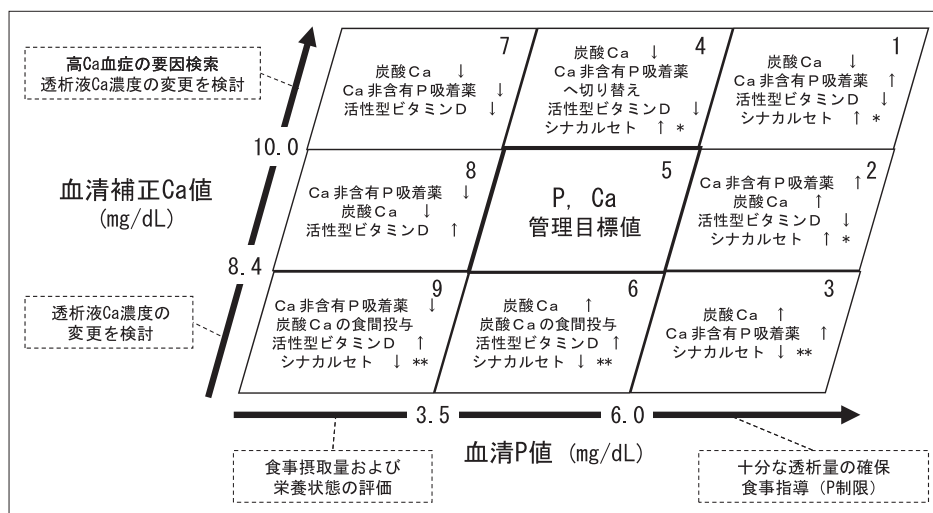 高Ca血症の要因検索
透析液Ca濃度の変更を検討
7
炭酸Ca ↓
Ca非含有P吸着薬 ↓
活性型ビタミンD ↓
4
炭酸Ca ↓
Ca非含有P吸着薬
へ切り替え
活性型ビタミンD ↓
シナカルセト ↑ *
1
炭酸Ca ↓
Ca非含有P吸着薬 ↑
活性型ビタミンD ↓
シナカルセト ↑ *
10.0
血清補正Ca値
(mg/dL)
8
Ca非含有P吸着薬 ↓
炭酸Ca ↓
活性型ビタミンD ↑
5
P, Ca
管理目標値
2
Ca非含有P吸着薬 ↑
炭酸Ca ↑
活性型ビタミンD ↓
シナカルセト ↑ *
8.4
透析液Ca濃度の
変更を検討
9
Ca非含有P吸着薬 ↓
炭酸Caの食間投与
活性型ビタミンD ↑
シナカルセト ↓ **
6
炭酸Ca ↑
炭酸Caの食間投与
活性型ビタミンD ↑
シナカルセト ↓ **
3
炭酸Ca ↑
Ca非含有P吸着薬 ↑
シナカルセト ↓ **
3.5
6.0
血清P値 (mg/dL)
食事摂取量および
栄養状態の評価
十分な透析量の確保
食事指導（P制限）